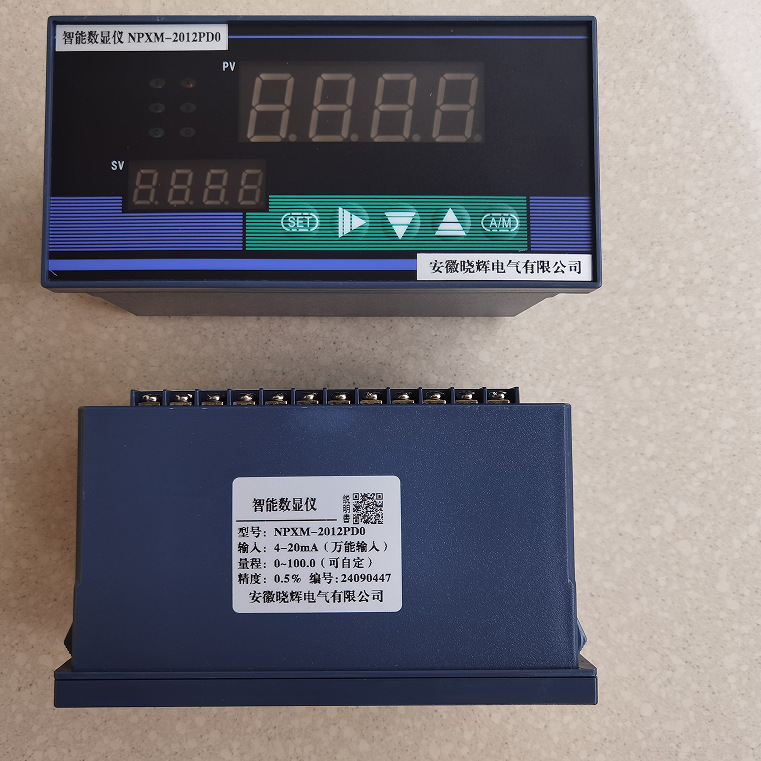 智能数显仪 NPXM-2012PD0
PV
SV
SET
A/M
安徽晓辉电气有限公司
智能数显仪
说明书
型号: NPXM-2012PD0
输入: 4-20mA (万能输入)
量程: 0~100.0 (可自定)
精度: 0.5% 编号: 24090447
安徽晓辉电气有限公司